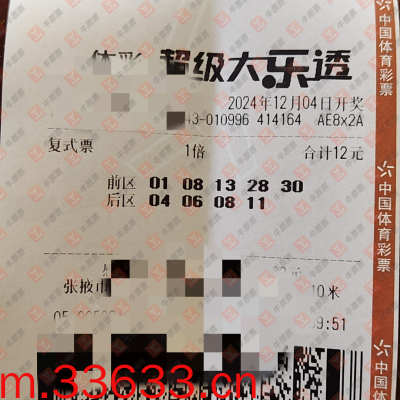 体彩 超级大乐透
2024年12月04日开奖
43-010996 414164 AE8x2A
复式票 1倍 合计12元
前区 01 08 13 28 30
后区 04 06 08 11
张掖市 10米
9:51
中国体育彩票
中国体育彩票
中国体育彩票
m.33633.cn